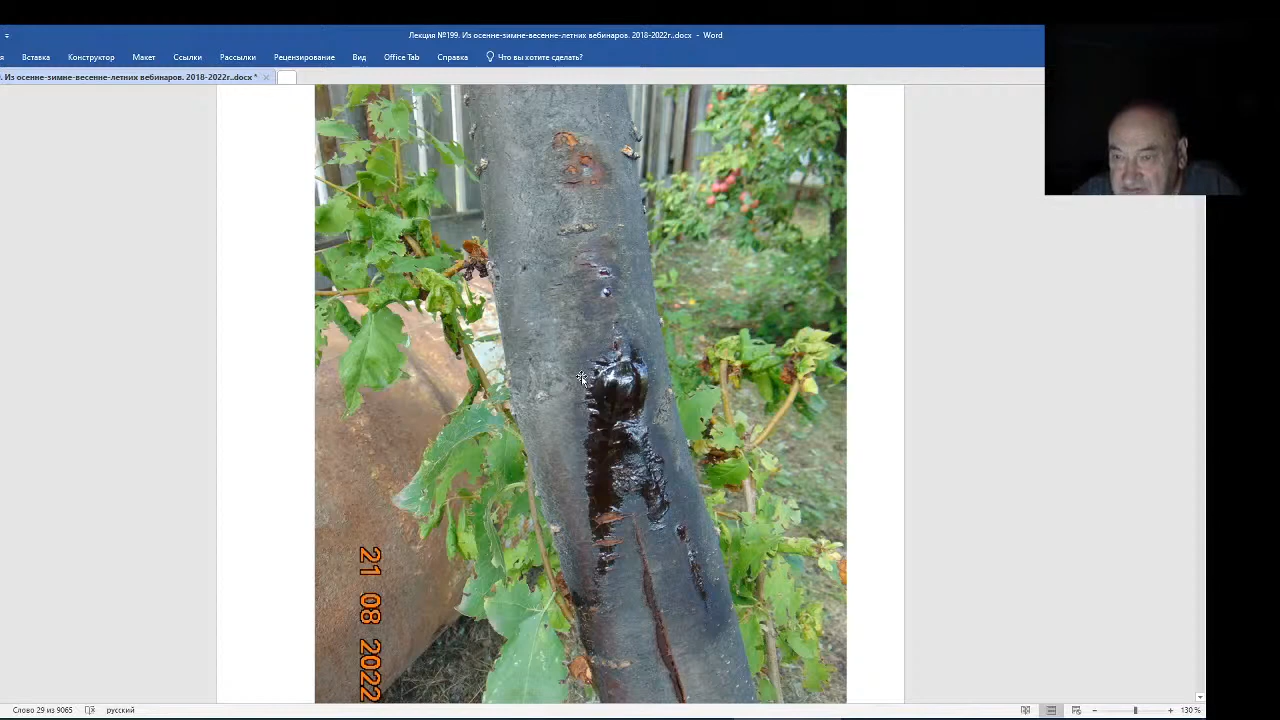 Лекция №199. Из осенне-зимне-весенне-летних вебинаров. 2018-2022г..docx - Word
Вставка Конструктор Макет Ссылки Рассылки Рецензирование Вид Office Tab Справка Что вы хотите сделать?
. Из осенне-зимне-весенне-летних вебинаров. 2018-2022г..docx *
21 08 2022
Слово 29 из 9065 русский 130 %